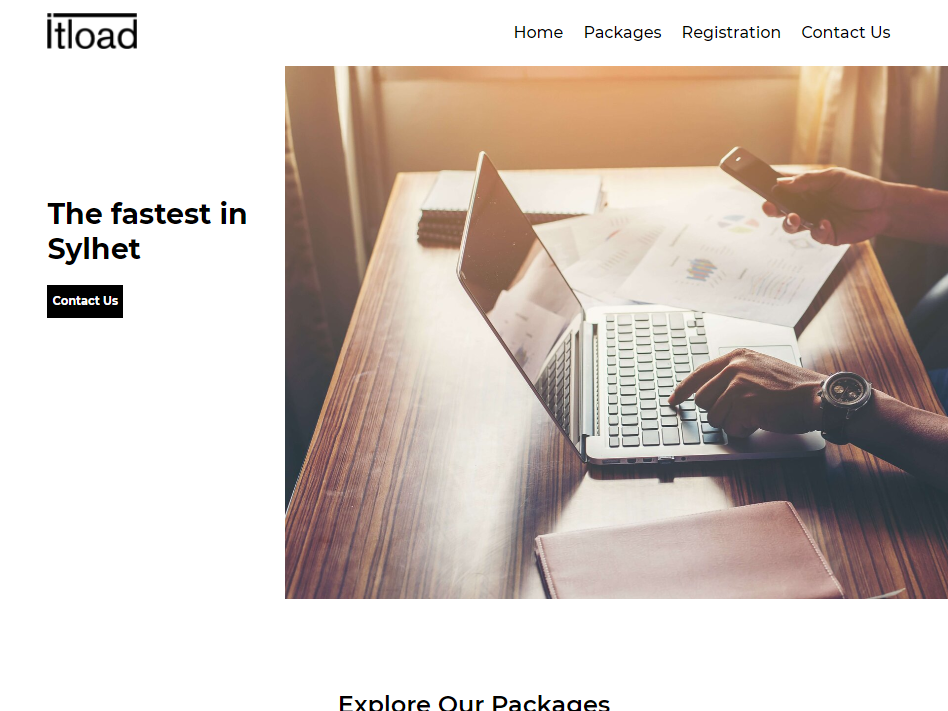 itload
Home Packages Registration Contact Us
The fastest in
Sylhet
Contact Us
Explore Our Packages